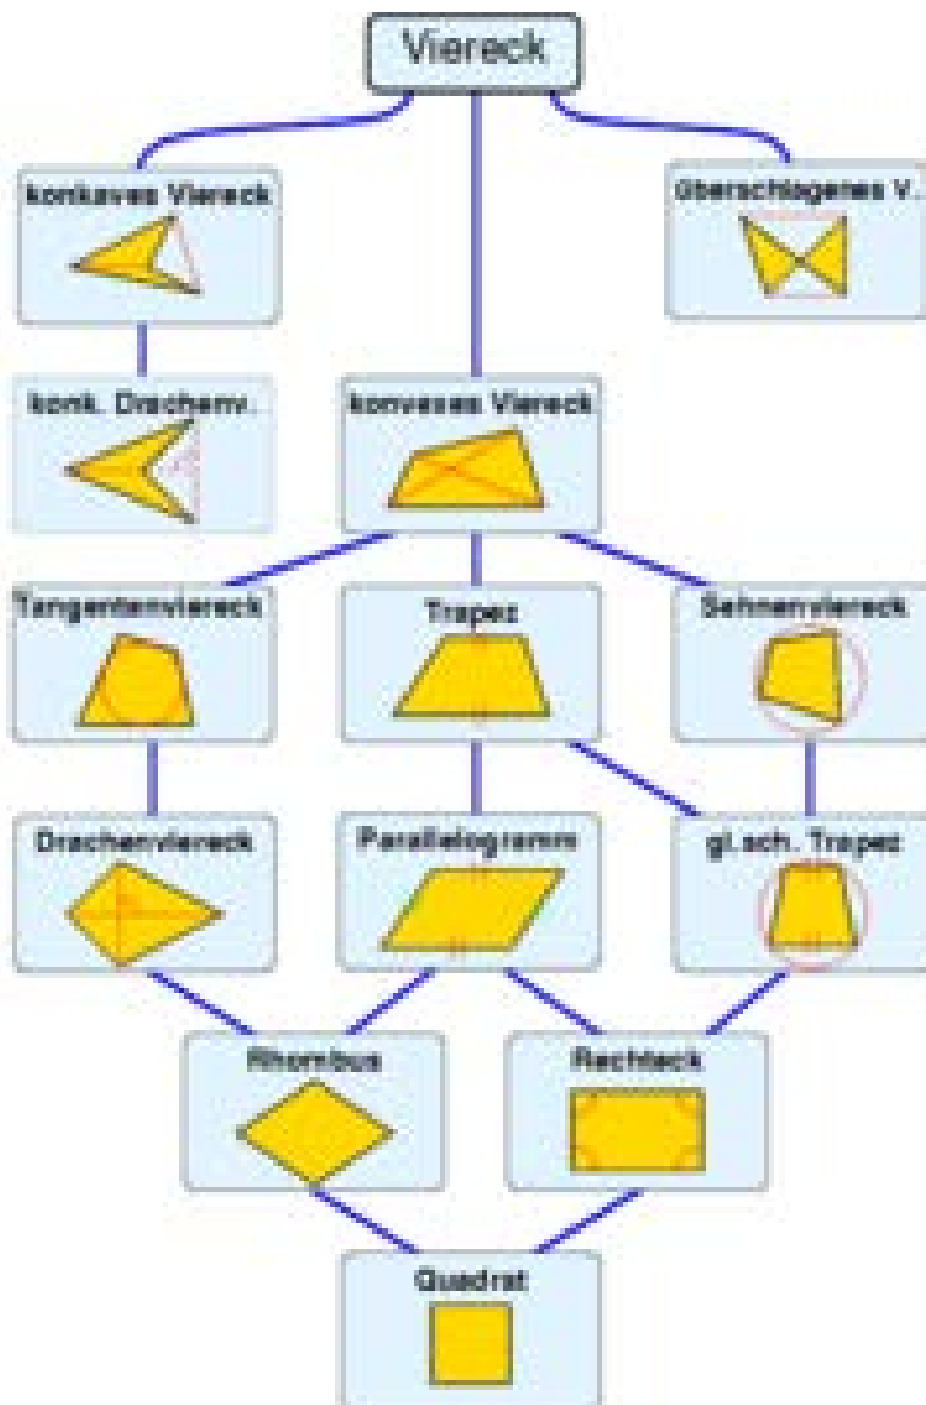 Viereck
konkaves Viereck
überschlagenes V.
konk. Drachenv.
konvexes Viereck
Tangentenviereck
Trapez
Sehnenviereck
Drachenviereck
Parallelogramm
gl.sch. Trapez
Rhombus
Rechteck
Quadrat